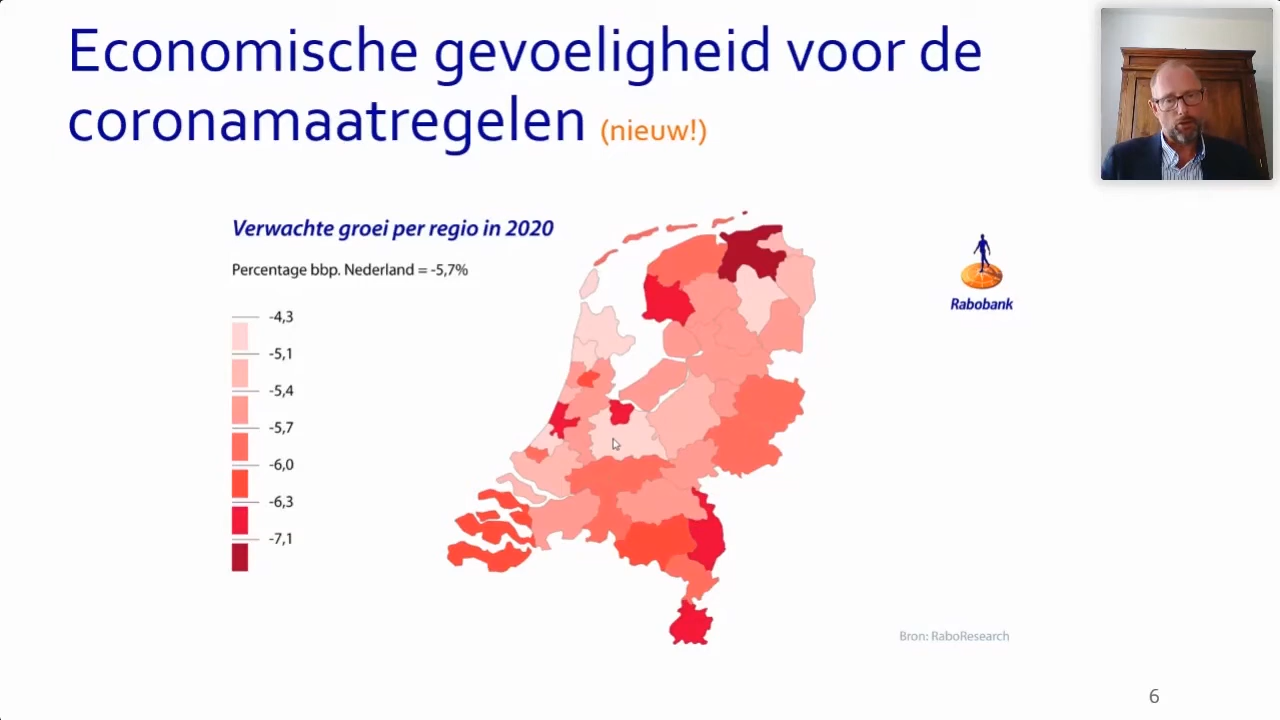 Economische gevoeligheid voor de
coronamaatregelen (nieuw!)
Verwachte groei per regio in 2020
Percentage bbp. Nederland = -5,7%
-4,3
-5,1
-5,4
-5,7
-6,0
-6,3
-7,1
Rabobank
Bron: RaboResearch
6